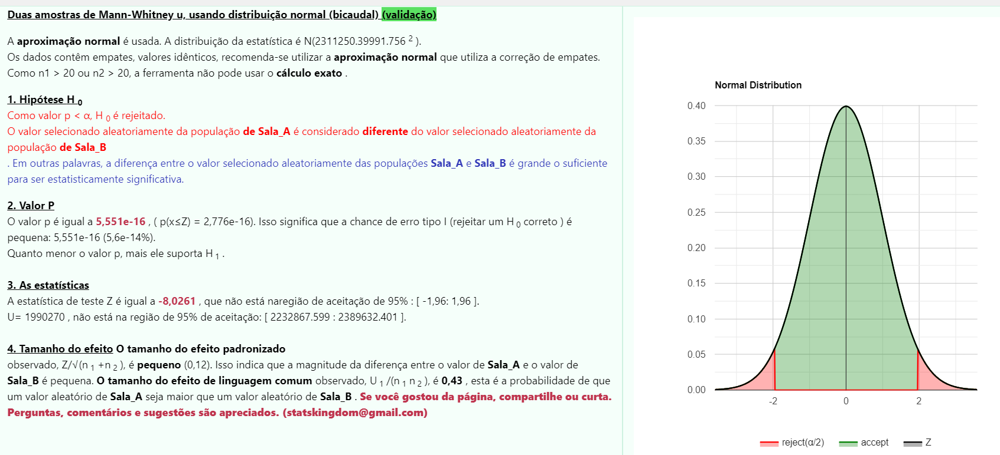 Duas amostras de Mann-Whitney u, usando distribuição normal (bicaudal) (validação)
A aproximação normal é usada. A distribuição da estatística é N(2311250.39991.756 2 ).
Os dados contêm empates, valores idênticos, recomenda-se utilizar a aproximação normal que utiliza a correção de empates.
Como n1 > 20 ou n2 > 20, a ferramenta não pode usar o cálculo exato .
1. Hipótese H 0
Como valor p < α, H 0 é rejeitado.
O valor selecionado aleatoriamente da população de Sala_A é considerado diferente do valor selecionado aleatoriamente da
população de Sala_B
. Em outras palavras, a diferença entre o valor selecionado aleatoriamente das populações Sala_A e Sala_B é grande o suficiente
para ser estatisticamente significativa.
2. Valor P
O valor p é igual a 5,551e-16 , ( p(x≤Z) = 2,776e-16). Isso significa que a chance de erro tipo I (rejeitar um H 0 correto ) é
pequena: 5,551e-16 (5,6e-14%).
Quanto menor o valor p, mais ele suporta H 1 .
3. As estatísticas
A estatística de teste Z é igual a -8,0261 , que não está naregião de aceitação de 95% : [ -1,96: 1,96 ].
U= 1990270 , não está na região de 95% de aceitação: [ 2232867.599 : 2389632.401 ].
4. Tamanho do efeito O tamanho do efeito padronizado
observado, Z/√(n 1 +n 2 ), é pequeno (0,12). Isso indica que a magnitude da diferença entre o valor de Sala_A e o valor de
Sala_B é pequena. O tamanho do efeito de linguagem comum observado, U 1 /(n 1 n 2 ), é 0,43 , esta é a probabilidade de que
um valor aleatório de Sala_A seja maior que um valor aleatório de Sala_B . Se você gostou da página, compartilhe ou curta.
Perguntas, comentários e sugestões são apreciados. (statskingdom@gmail.com)
Normal Distribution
0.40
0.35
0.30
0.25
0.20
0.15
0.10
0.05
0.00
-2 0 2
reject(α/2) accept Z